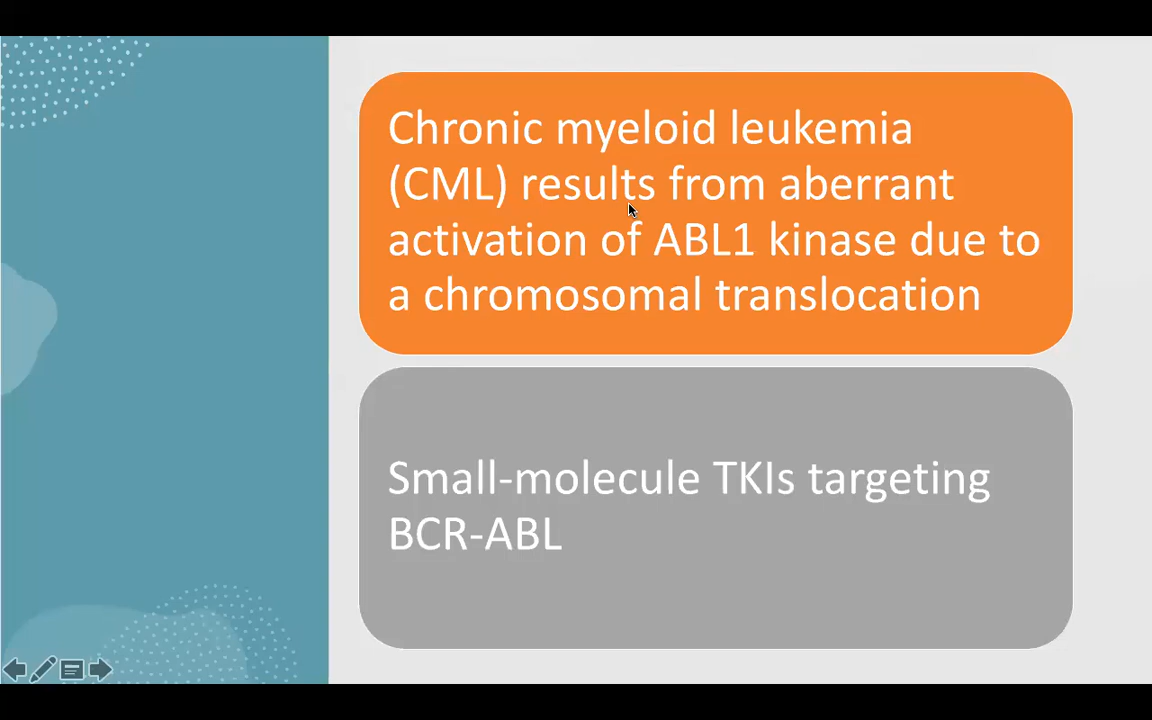 Chronic myeloid leukemia
(CML) results from aberrant
activation of ABL1 kinase due to
a chromosomal translocation
Small-molecule TKIs targeting
BCR-ABL